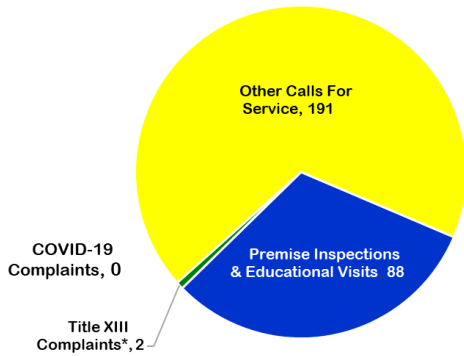 Other Calls For
Service, 191
Premise Inspections
& Educational Visits 88
COVID-19
Complaints, 0
Title XIII
Complaints*, 2